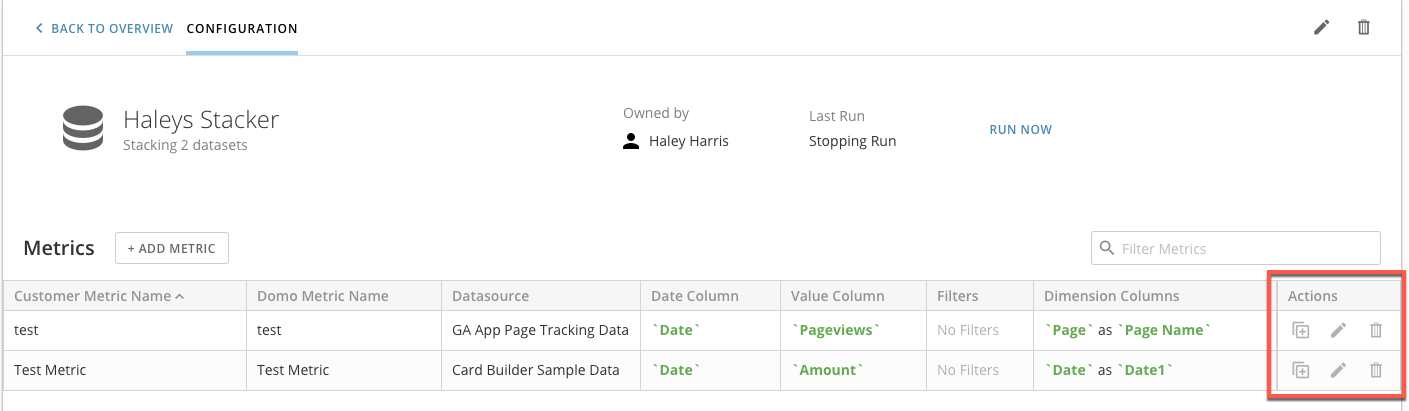 BACK TO OVERVIEW CONFIGURATION
Haleys Stacker
Stacking 2 datasets
Owned by
Haley Harris
Last Run
Stopping Run
RUN NOW
Metrics + ADD METRIC Filter Metrics
Customer Metric Name Domo Metric Name Datasource Date Column Value Column Filters Dimension Columns Actions
test test GA App Page Tracking Data `Date` `Pageviews` No Filters `Page` as `Page Name`
Test Metric Test Metric Card Builder Sample Data `Date` `Amount` No Filters `Date` as `Date1`